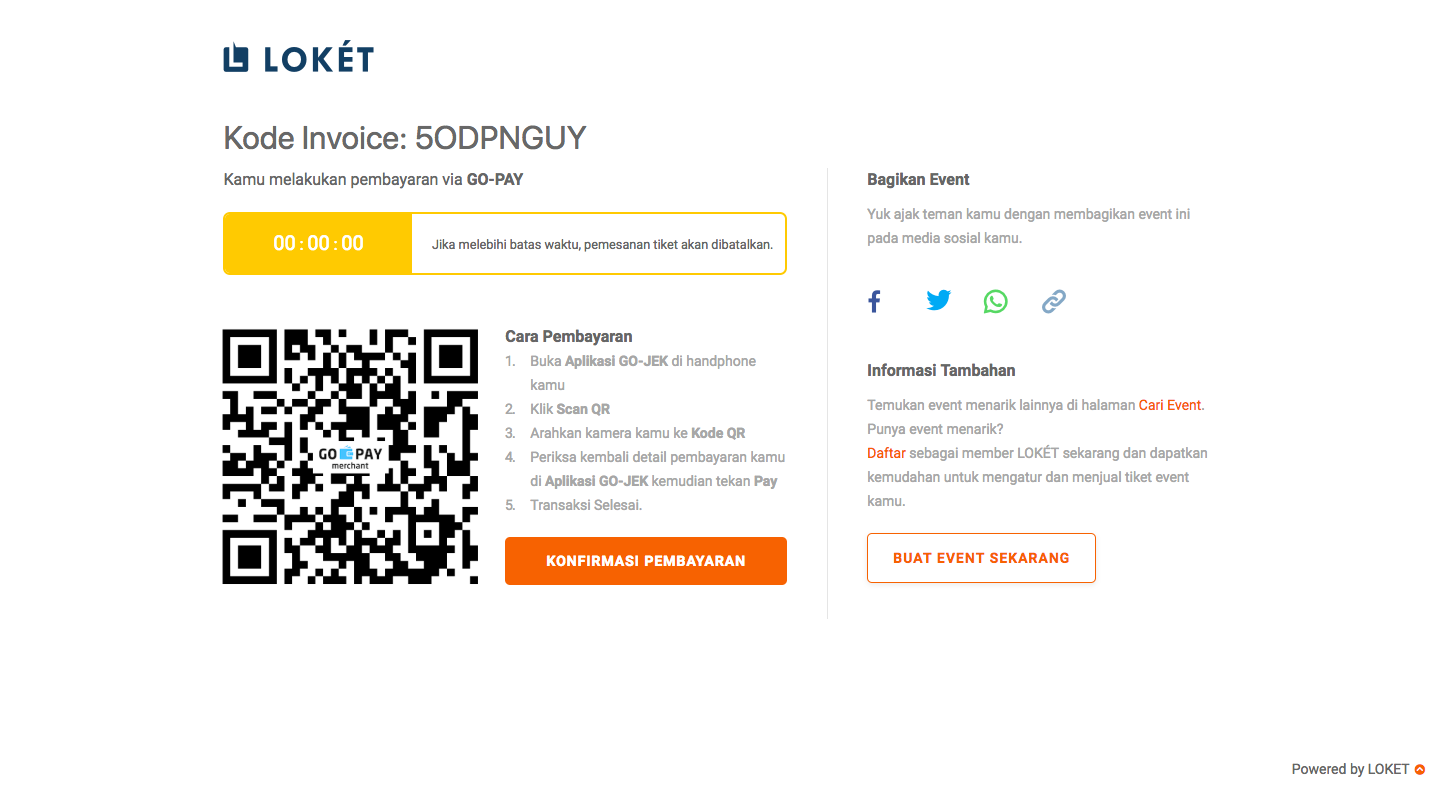 LOKÉT
Kode Invoice: 5ODPNGUY
Kamu melakukan pembayaran via GO-PAY
00 : 00 : 00
Jika melebihi batas waktu, pemesanan tiket akan dibatalkan.
GO PAY
merchant
Cara Pembayaran
1. Buka Aplikasi GO-JEK di handphone
kamu
2. Klik Scan QR
3. Arahkan kamera kamu ke Kode QR
4. Periksa kembali detail pembayaran kamu
di Aplikasi GO-JEK kemudian tekan Pay
5. Transaksi Selesai.
KONFIRMASI PEMBAYARAN
Bagikan Event
Yuk ajak teman kamu dengan membagikan event ini
pada media sosial kamu.
Informasi Tambahan
Temukan event menarik lainnya di halaman Cari Event.
Punya event menarik?
Daftar sebagai member LOKÉT sekarang dan dapatkan
kemudahan untuk mengatur dan menjual tiket event
kamu.
BUAT EVENT SEKARANG
Powered by LOKET